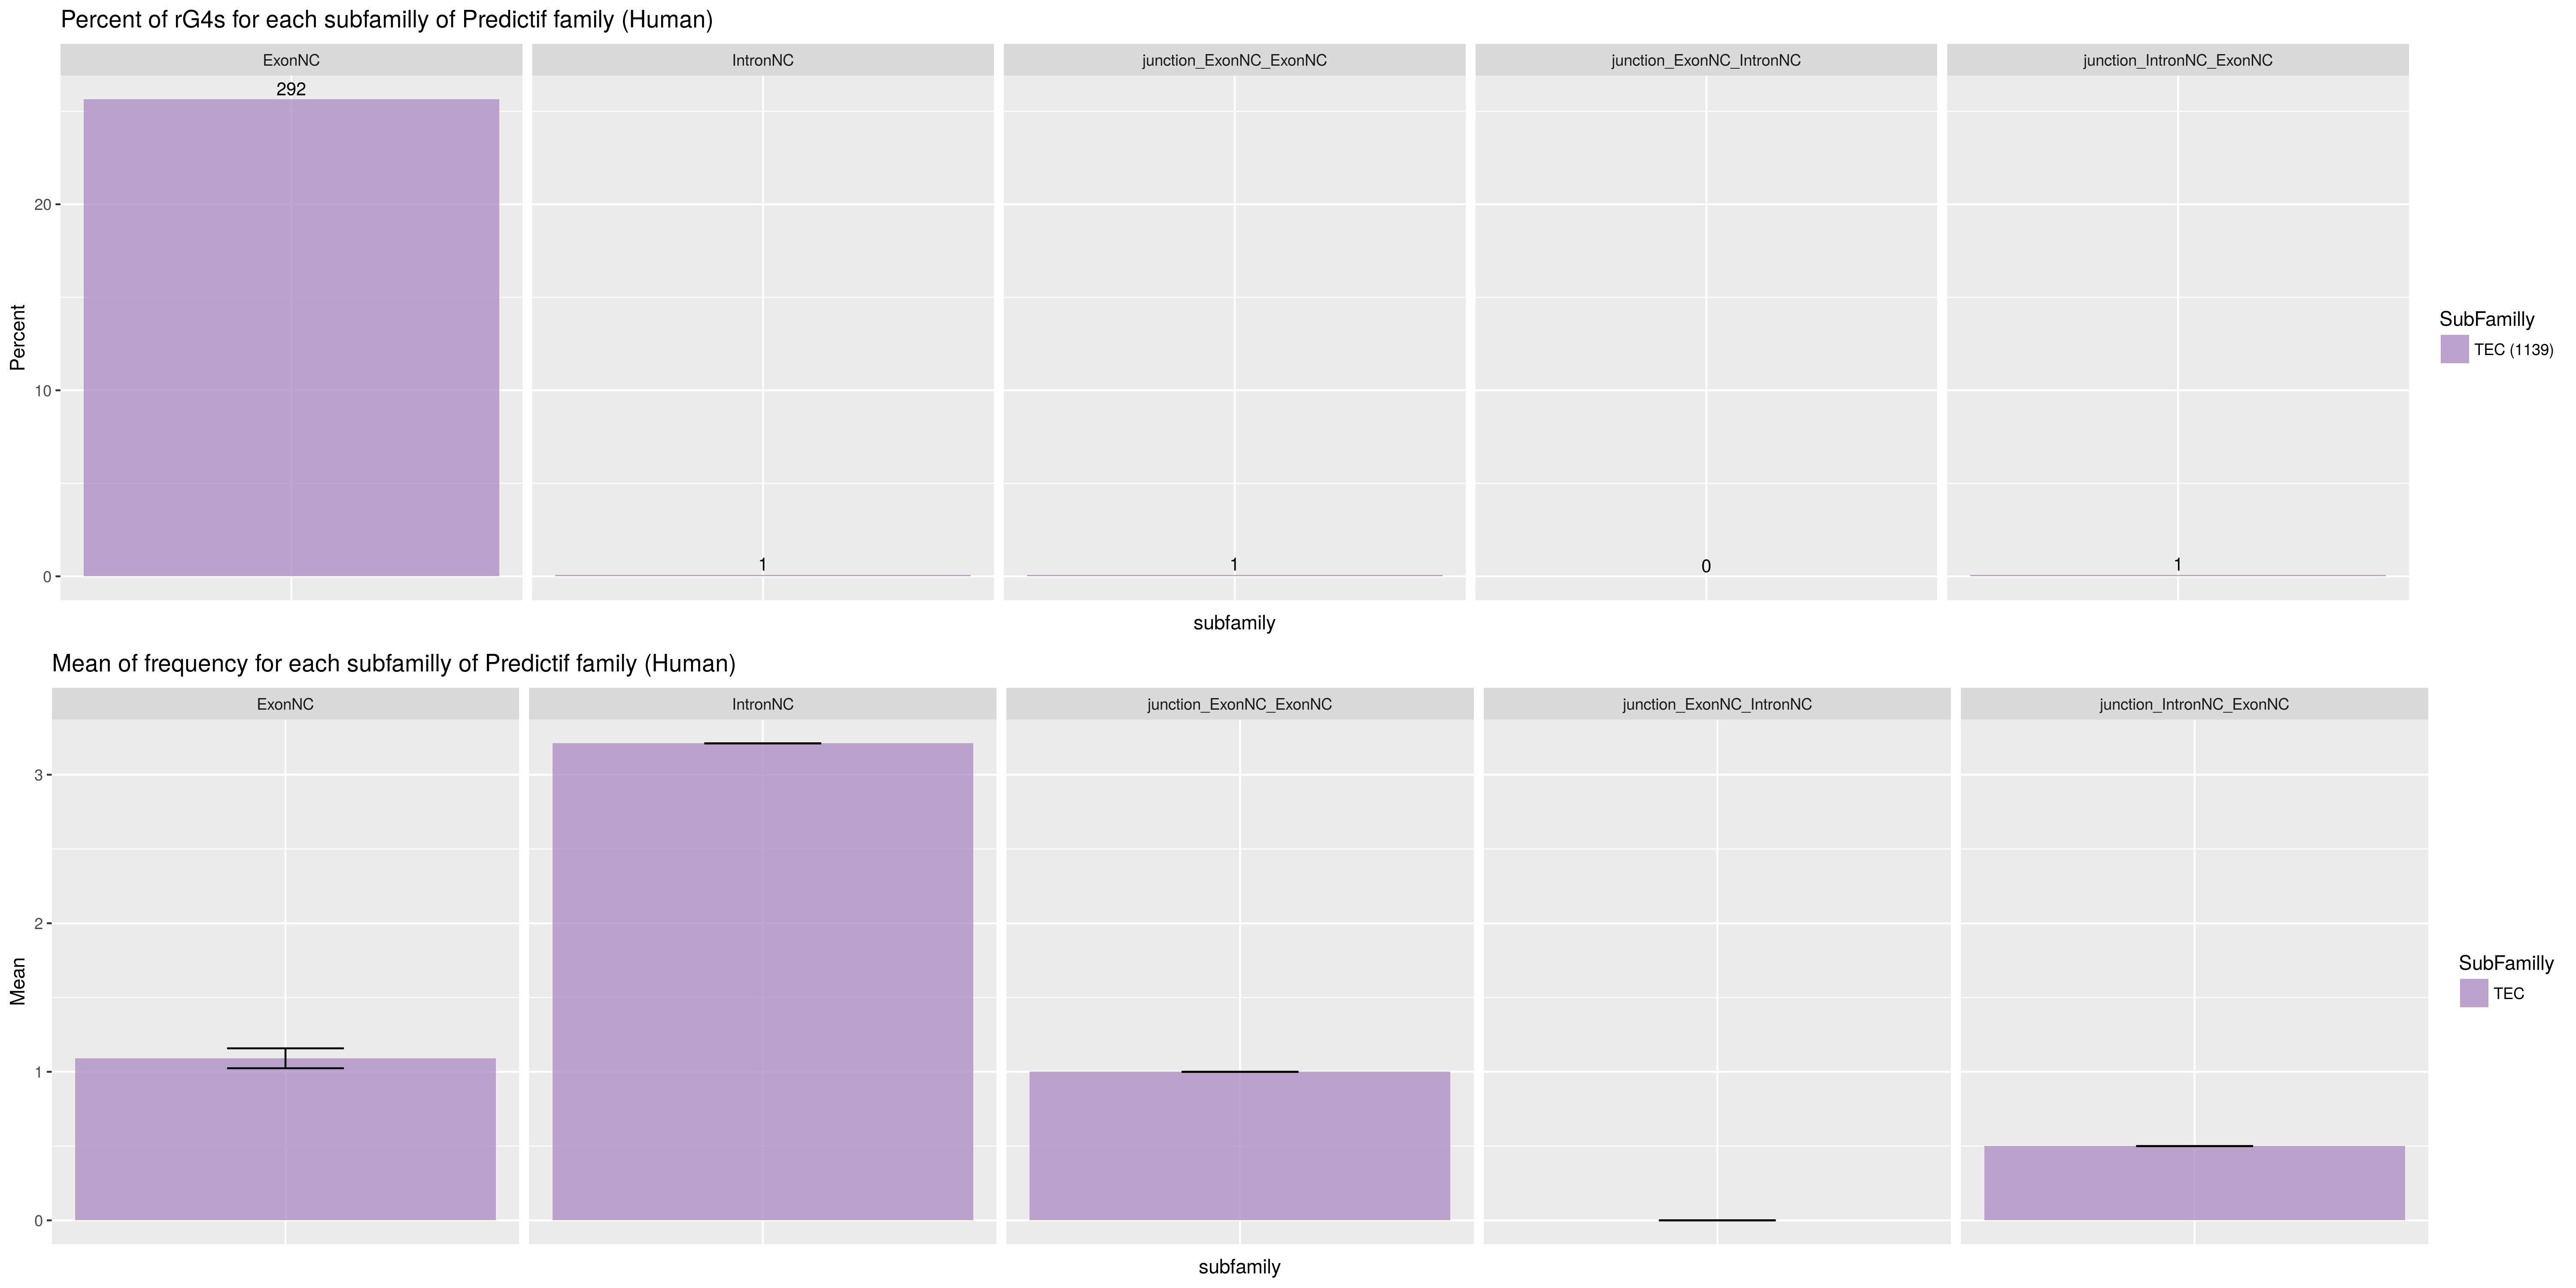 Percent of rG4s for each subfamilly of Predictif family (Human)
ExonNC
IntronNC
junction_ExonNC_ExonNC
junction_ExonNC_IntronNC
junction_IntronNC_ExonNC
292
1
1
0
1
20
10
0
Percent
subfamily
SubFamilly
TEC (1139)
Mean of frequency for each subfamilly of Predictif family (Human)
ExonNC
IntronNC
junction_ExonNC_ExonNC
junction_ExonNC_IntronNC
junction_IntronNC_ExonNC
3
2
1
0
Mean
subfamily
SubFamilly
TEC